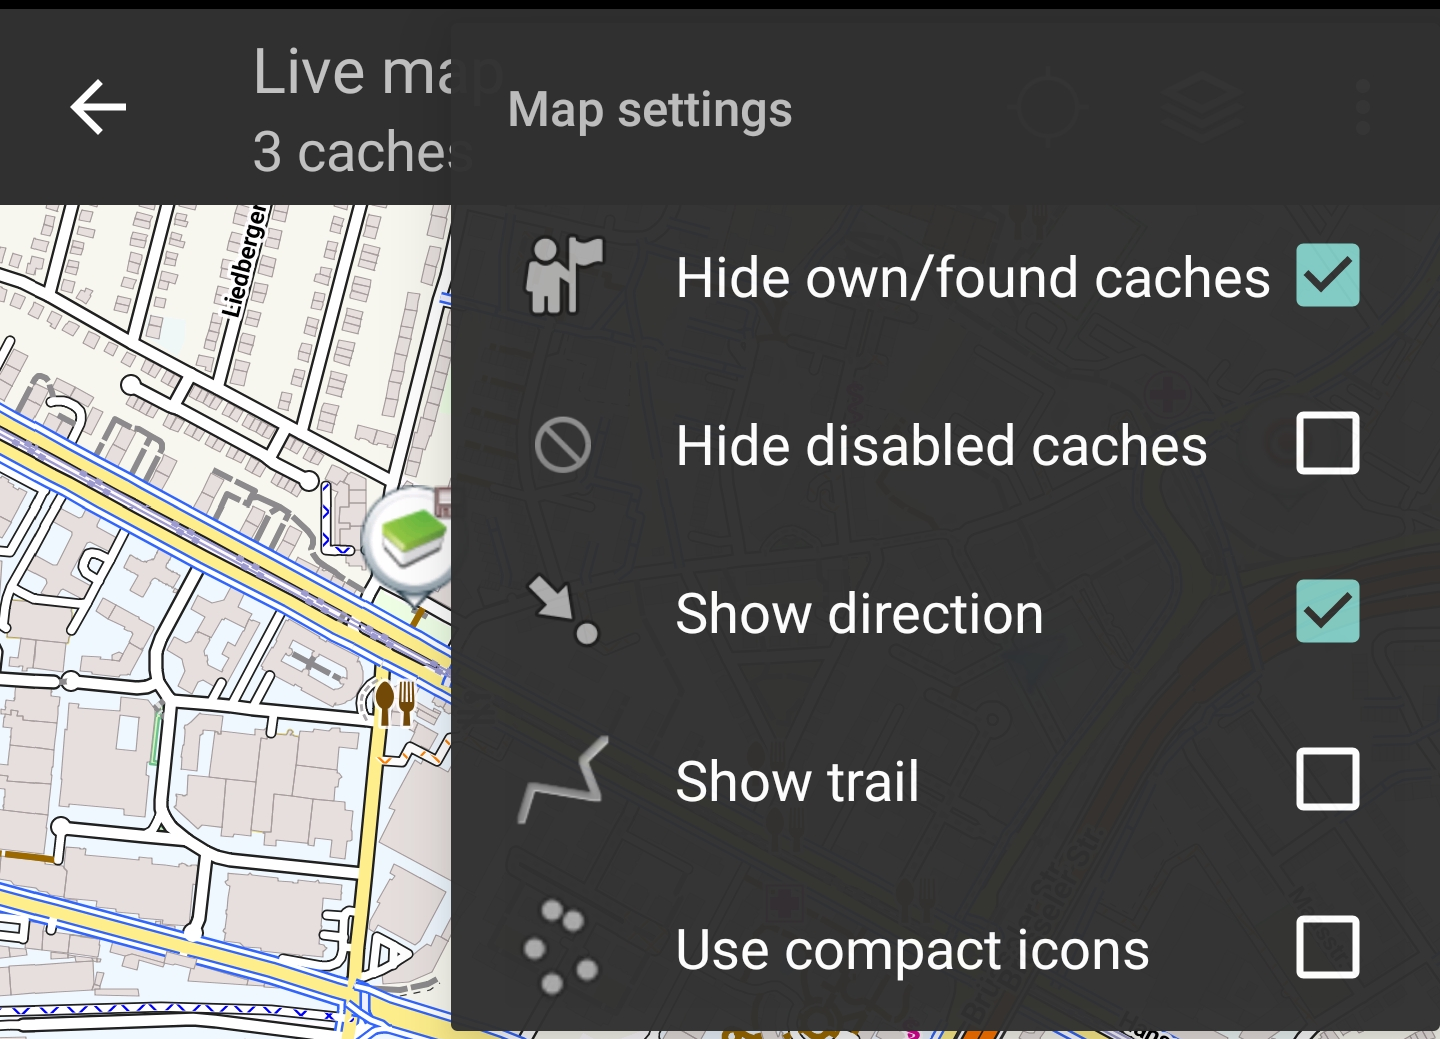 Live map
3 caches
Map settings
Hide own/found caches
Hide disabled caches
Show direction
Show trail
Use compact icons
Liedberger